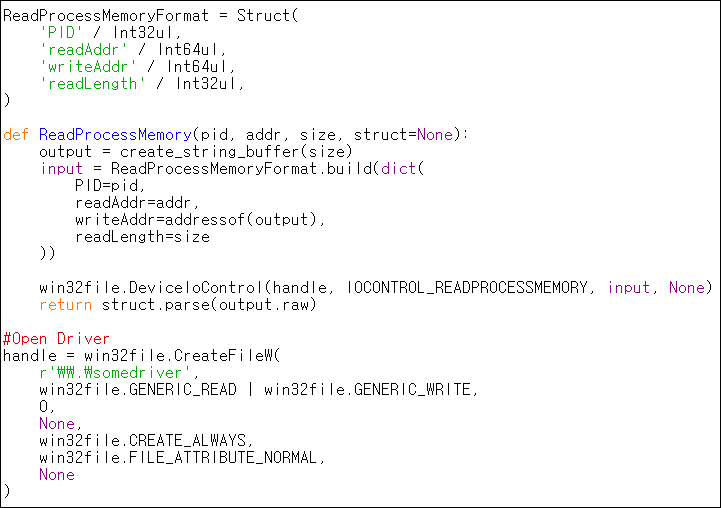 ReadProcessMemoryFormat = Struct(
    'PID' / Int32ul,
    'readAddr' / Int64ul,
    'writeAddr' / Int64ul,
    'readLength' / Int32ul,
)

def ReadProcessMemory(pid, addr, size, struct=None):
    output = create_string_buffer(size)
    input = ReadProcessMemoryFormat.build(dict(
        PID=pid,
        readAddr=addr,
        writeAddr=addressof(output),
        readLength=size
    ))

    win32file.DeviceIoControl(handle, IOCONTROL_READPROCESSMEMORY, input, None)
    return struct.parse(output.raw)

#Open Driver
handle = win32file.CreateFileW(
    r'₩₩.₩somedriver',
    win32file.GENERIC_READ | win32file.GENERIC_WRITE,
    0,
    None,
    win32file.CREATE_ALWAYS,
    win32file.FILE_ATTRIBUTE_NORMAL,
    None
)